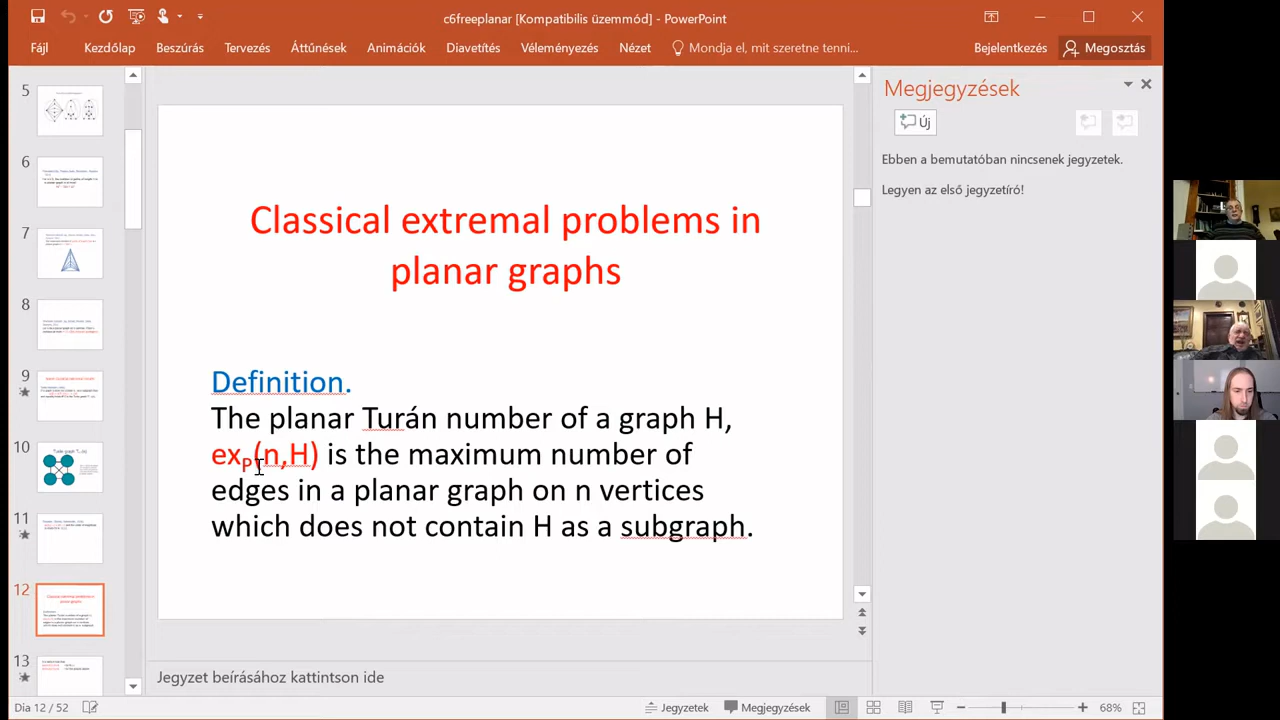 c6freeplanar [Kompatibilis üzemmód] - PowerPoint
Fájl Kezdőlap Beszúrás Tervezés Áttűnések Animációk Diavetítés Véleményezés Nézet Mondja el, mit szeretne tenni... Bejelentkezés Megosztás
5
6
7
8
9
10
11
12
13
Classical extremal problems in
planar graphs
Definition.
The planar Turán number of a graph H,
exP(n,H) is the maximum number of
edges in a planar graph on n vertices
which does not contain H as a subgraph.
Megjegyzések
Új
Ebben a bemutatóban nincsenek jegyzetek.
Legyen az első jegyzetíró!
Jegyzet beírásához kattintson ide
Dia 12 / 52 Jegyzetek Megjegyzések 68%